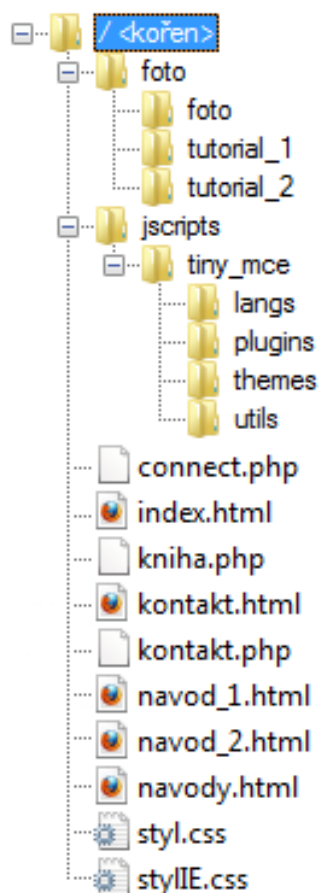 / <kořen>
foto
foto
tutorial_1
tutorial_2
jscripts
tiny_mce
langs
plugins
themes
utils
connect.php
index.html
kniha.php
kontakt.html
kontakt.php
navod_1.html
navod_2.html
navody.html
styl.css
stylIE.css